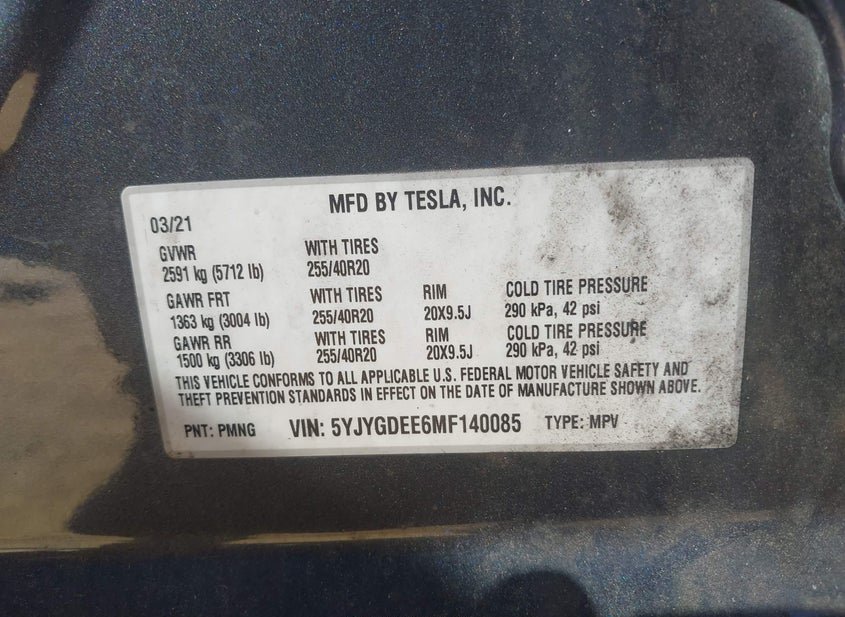 MFD BY TESLA, INC.
03/21
GVWR WITH TIRES
2591 kg (5712 lb) 255/40R20
GAWR FRT WITH TIRES RIM COLD TIRE PRESSURE
1363 kg (3004 lb) 255/40R20 20X9.5J 290 kPa, 42 psi
GAWR RR WITH TIRES RIM COLD TIRE PRESSURE
1500 kg (3306 lb) 255/40R20 20X9.5J 290 kPa, 42 psi
THIS VEHICLE CONFORMS TO ALL APPLICABLE U.S. FEDERAL MOTOR VEHICLE SAFETY AND
THEFT PREVENTION STANDARDS IN EFFECT ON THE DATE OF MANUFACTURE SHOWN ABOVE.
PNT: PMNG VIN: 5YJYGDEE6MF140085 TYPE: MPV